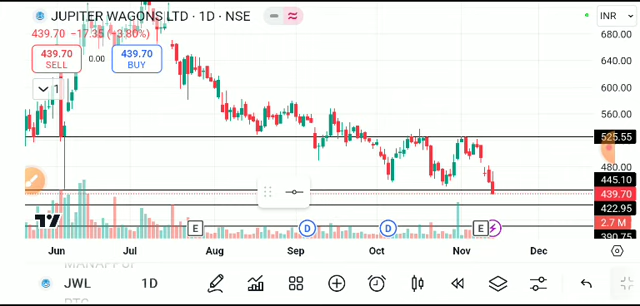 JUPITER WAGONS LTD · 1D · NSE
INR
439.70 −17.35 (−3.80%)
439.70
SELL
0.00
439.70
BUY
1
680.00
600.00
560.00
525.55
480.00
445.10
439.70
422.95
2.7 M
390.75
E
D
D
E
Jun
Jul
Aug
Sep
Oct
Nov
Dec
JWL
1D